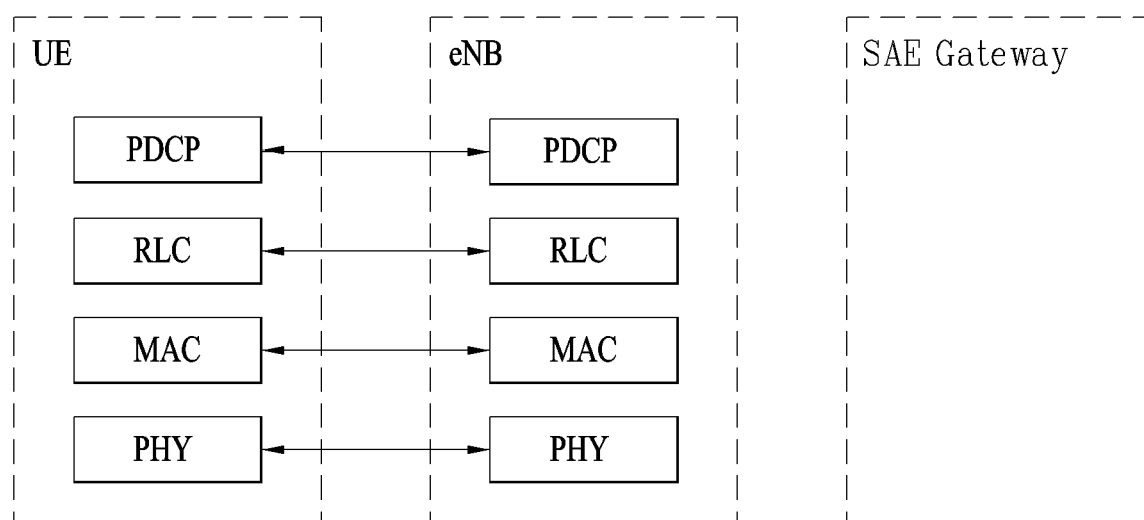 UE eNB SAE Gateway
PDCP PDCP
RLC RLC
MAC MAC
PHY PHY